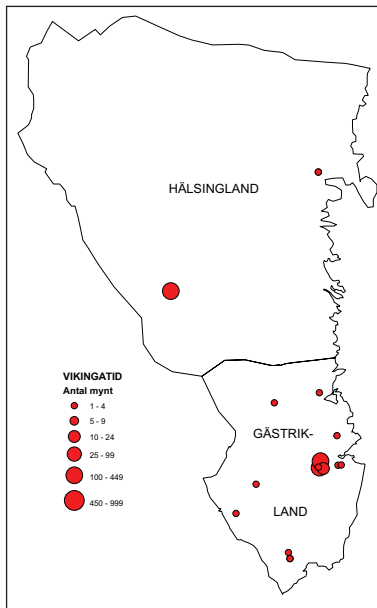 HÄLSINGLAND
VIKINGATID
Antal mynt
1 - 4
5 - 9
10 - 24
25 - 99
100 - 449
450 - 999
GÄSTRIK-
LAND